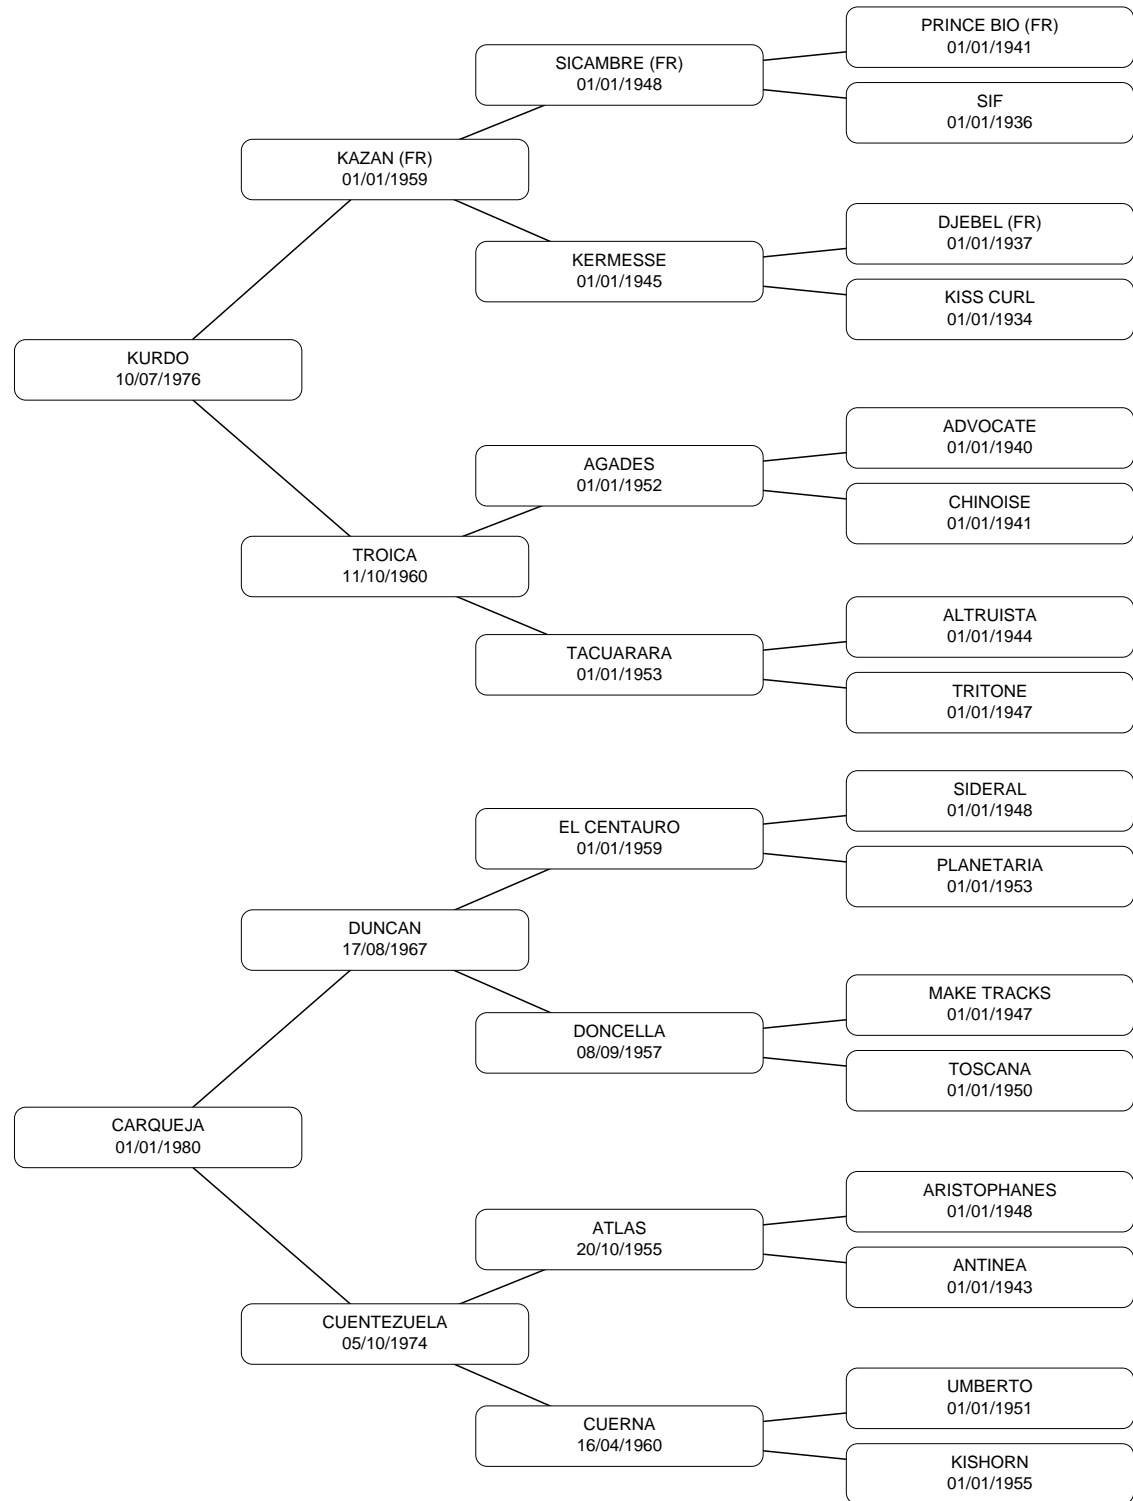 PRINCE BIO (FR)
01/01/1941
SICAMBRE (FR)
01/01/1948
SIF
01/01/1936
KAZAN (FR)
01/01/1959
DJEBEL (FR)
01/01/1937
KERMESSE
01/01/1945
KISS CURL
01/01/1934
KURDO
10/07/1976
ADVOCATE
01/01/1940
AGADES
01/01/1952
CHINOISE
01/01/1941
TROICA
11/10/1960
ALTRUISTA
01/01/1944
TACUARARA
01/01/1953
TRITONE
01/01/1947
SIDERAL
01/01/1948
EL CENTAURO
01/01/1959
PLANETARIA
01/01/1953
DUNCAN
17/08/1967
MAKE TRACKS
01/01/1947
DONCELLA
08/09/1957
TOSCANA
01/01/1950
CARQUEJA
01/01/1980
ARISTOPHANES
01/01/1948
ATLAS
20/10/1955
ANTINEA
01/01/1943
CUENTEZUELA
05/10/1974
UMBERTO
01/01/1951
CUERNA
16/04/1960
KISHORN
01/01/1955